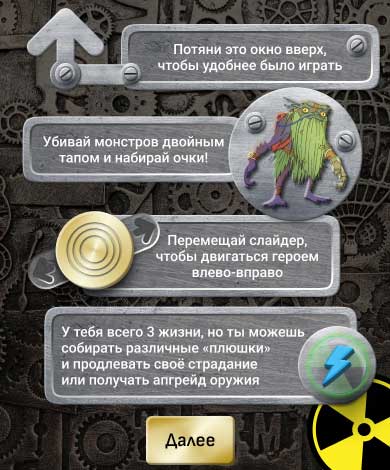 Потяни это окно вверх,
чтобы удобнее было играть
Убивай монстров двойным
тапом и набирай очки!
Перемещай слайдер,
чтобы двигаться героем
влево-вправо
У тебя всего 3 жизни, но ты можешь
собирать различные «плюшки»
и продлевать своё страдание
или получать апгрейд оружия
Далее